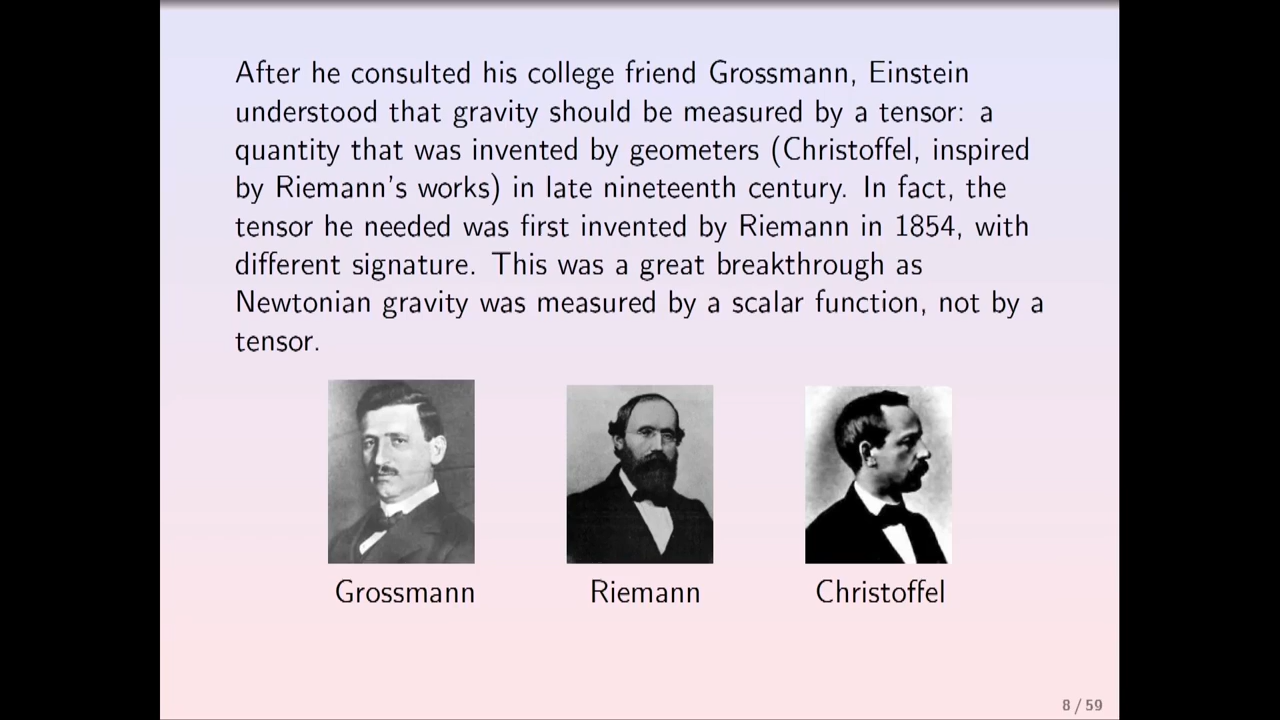 After he consulted his college friend Grossmann, Einstein
understood that gravity should be measured by a tensor: a
quantity that was invented by geometers (Christoffel, inspired
by Riemann's works) in late nineteenth century. In fact, the
tensor he needed was first invented by Riemann in 1854, with
different signature. This was a great breakthrough as
Newtonian gravity was measured by a scalar function, not by a
tensor.
Grossmann
Riemann
Christoffel
8 / 59